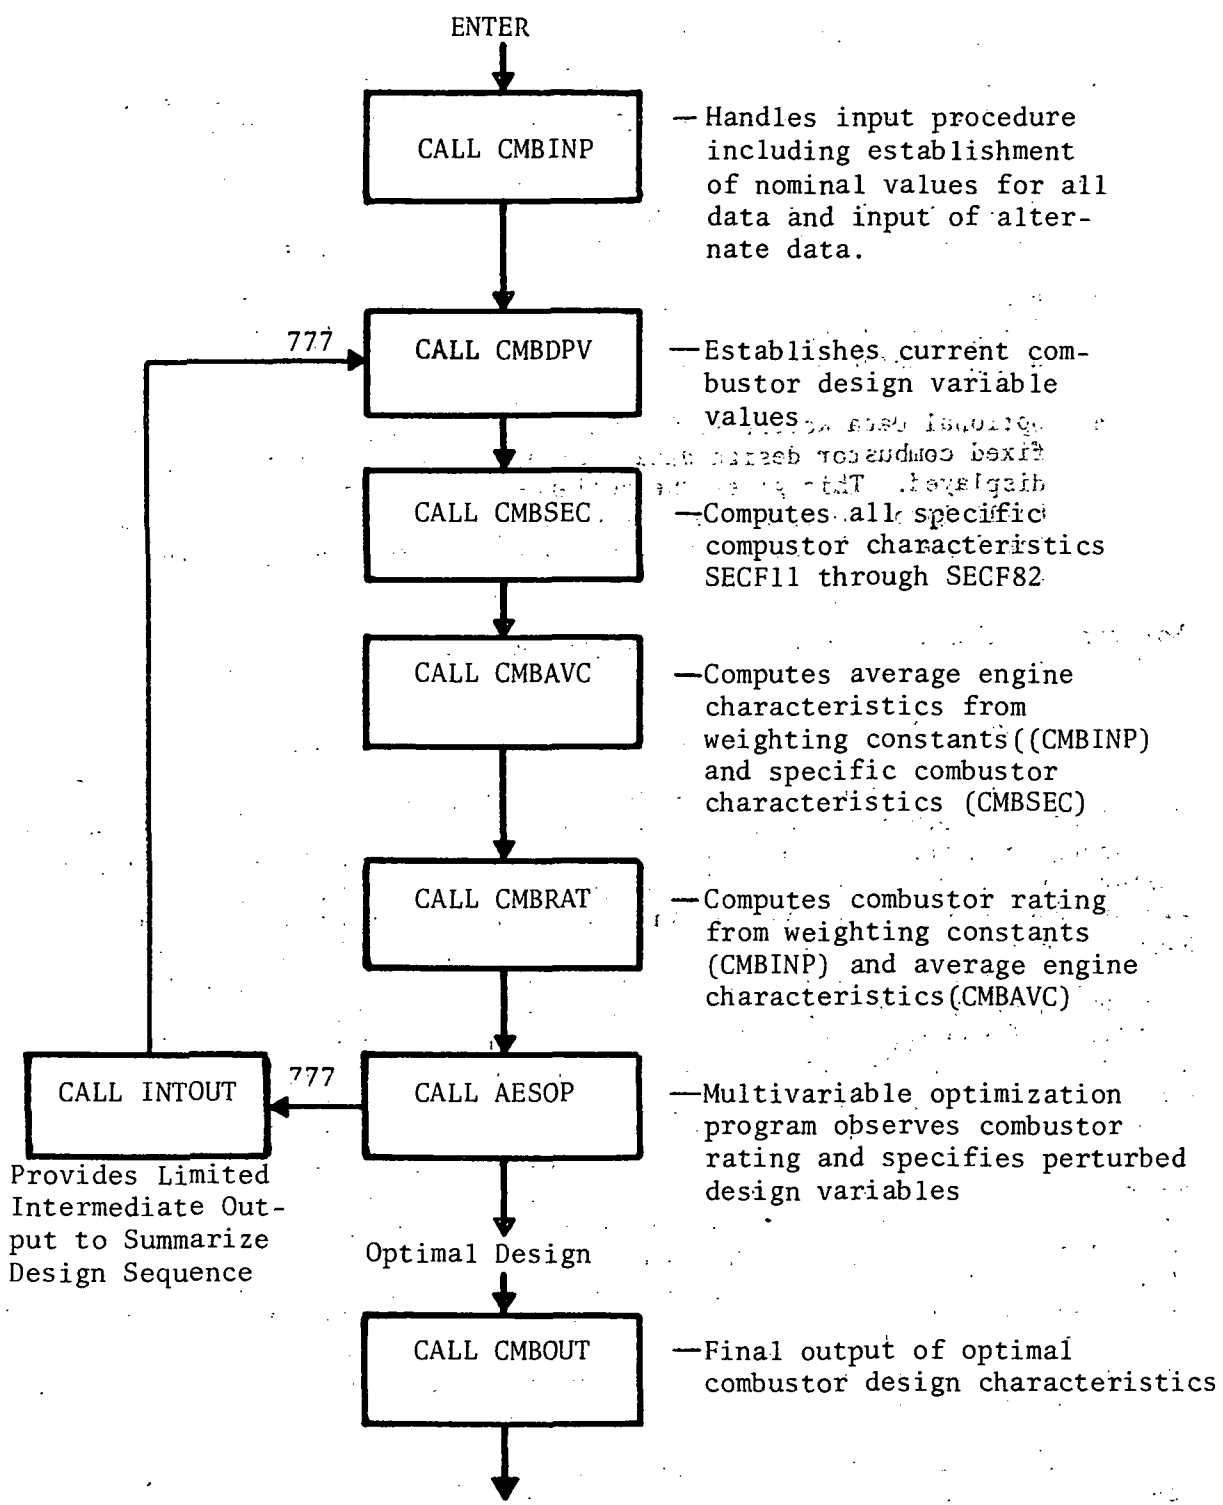 ENTER
CALL CMBINP
— Handles input procedure
including establishment
of nominal values for all
data and input of alter-
nate data.
777
CALL CMBDPV
—Establishes current com-
bustor design variable
values
CALL CMBSEC
—Computes all specific
compustor characteristics
SECF11 through SECF82
CALL CMBAVC
—Computes average engine
characteristics from
weighting constants((CMBINP)
and specific combustor
characteristics (CMBSEC)
CALL CMBRAT
—Computes combustor rating
from weighting constants
(CMBINP) and average engine
characteristics(CMBAVC)
CALL INTOUT
777
CALL AESOP
—Multivariable optimization
program observes combustor
rating and specifies perturbed
design variables
Provides Limited
Intermediate Out-
put to Summarize
Design Sequence
Optimal Design
CALL CMBOUT
—Final output of optimal
combustor design characteristics